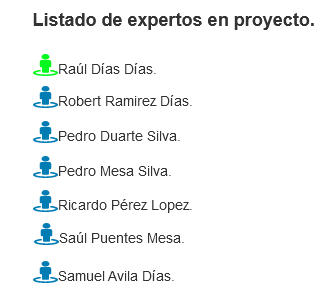 Listado de expertos en proyecto.
Raúl Días Días.
Robert Ramirez Días.
Pedro Duarte Silva.
Pedro Mesa Silva.
Ricardo Pérez Lopez.
Saúl Puentes Mesa.
Samuel Avila Días.